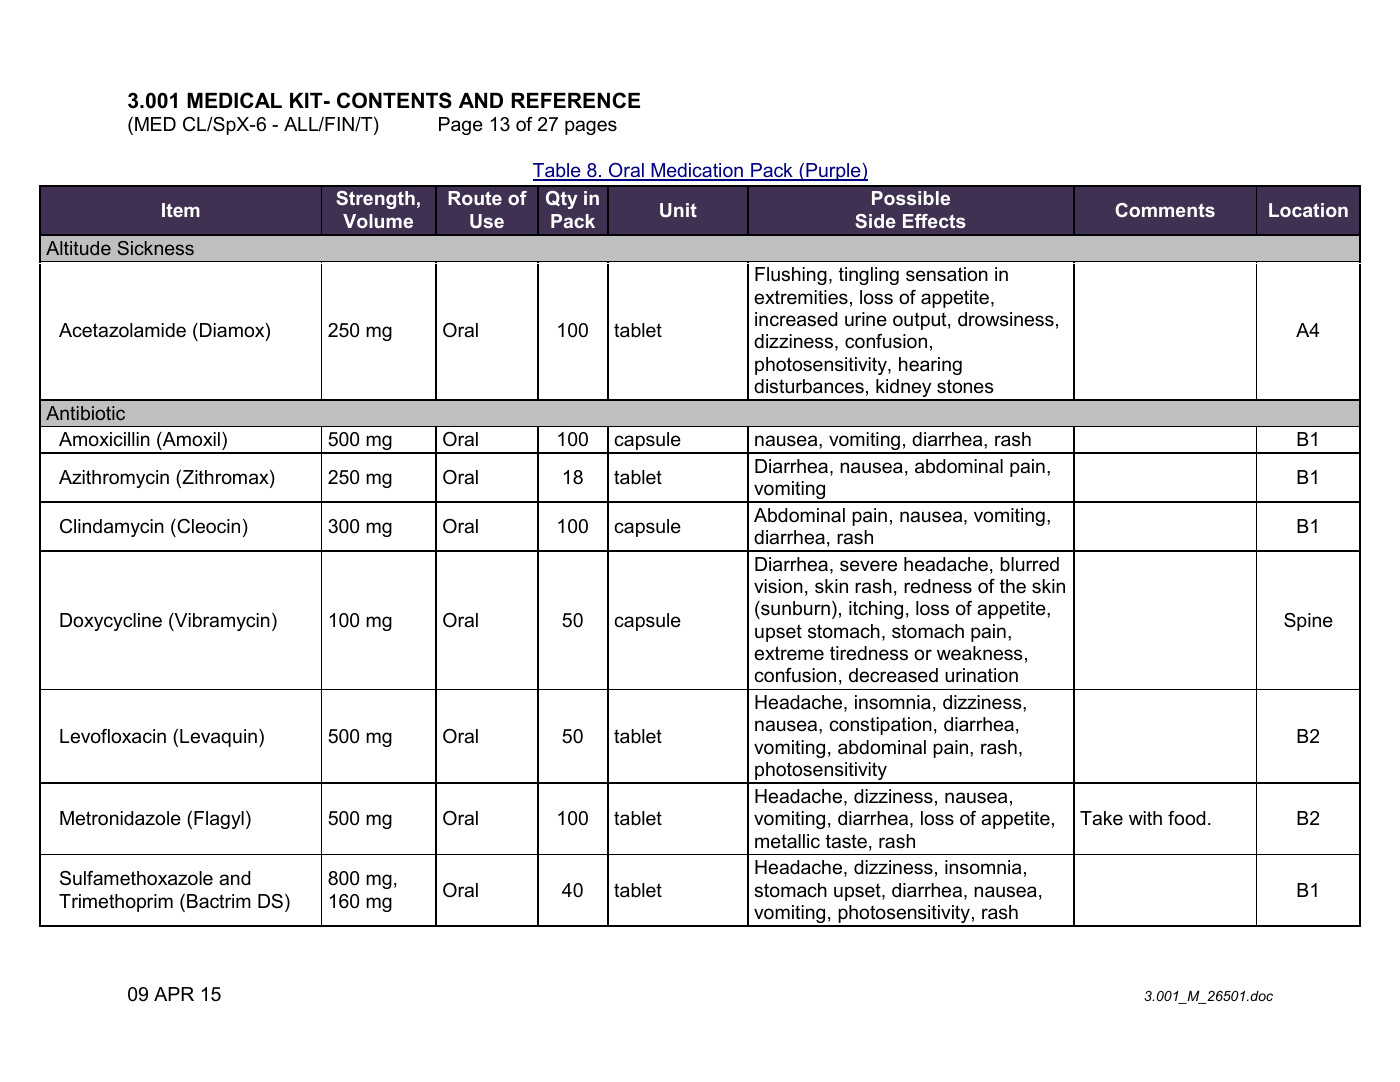 3.001 MEDICAL KIT- CONTENTS AND REFERENCE
(MED CL/SpX-6 - ALL/FIN/T) Page 13 of 27 pages
Table 8. Oral Medication Pack (Purple)
Item Strength, Volume Route of Use Qty in Pack Unit Possible Side Effects Comments Location
Altitude Sickness
Acetazolamide (Diamox) 250 mg Oral 100 tablet Flushing, tingling sensation in
extremities, loss of appetite,
increased urine output, drowsiness,
dizziness, confusion,
photosensitivity, hearing
disturbances, kidney stones A4
Antibiotic
Amoxicillin (Amoxil) 500 mg Oral 100 capsule nausea, vomiting, diarrhea, rash B1
Azithromycin (Zithromax) 250 mg Oral 18 tablet Diarrhea, nausea, abdominal pain,
vomiting B1
Clindamycin (Cleocin) 300 mg Oral 100 capsule Abdominal pain, nausea, vomiting,
diarrhea, rash B1
Doxycycline (Vibramycin) 100 mg Oral 50 capsule Diarrhea, severe headache, blurred
vision, skin rash, redness of the skin
(sunburn), itching, loss of appetite,
upset stomach, stomach pain,
extreme tiredness or weakness,
confusion, decreased urination Spine
Levofloxacin (Levaquin) 500 mg Oral 50 tablet Headache, insomnia, dizziness,
nausea, constipation, diarrhea,
vomiting, abdominal pain, rash,
photosensitivity B2
Metronidazole (Flagyl) 500 mg Oral 100 tablet Headache, dizziness, nausea,
vomiting, diarrhea, loss of appetite,
metallic taste, rash Take with food. B2
Sulfamethoxazole and
Trimethoprim (Bactrim DS) 800 mg,
160 mg Oral 40 tablet Headache, dizziness, insomnia,
stomach upset, diarrhea, nausea,
vomiting, photosensitivity, rash B1
09 APR 15 3.001_M_26501.doc